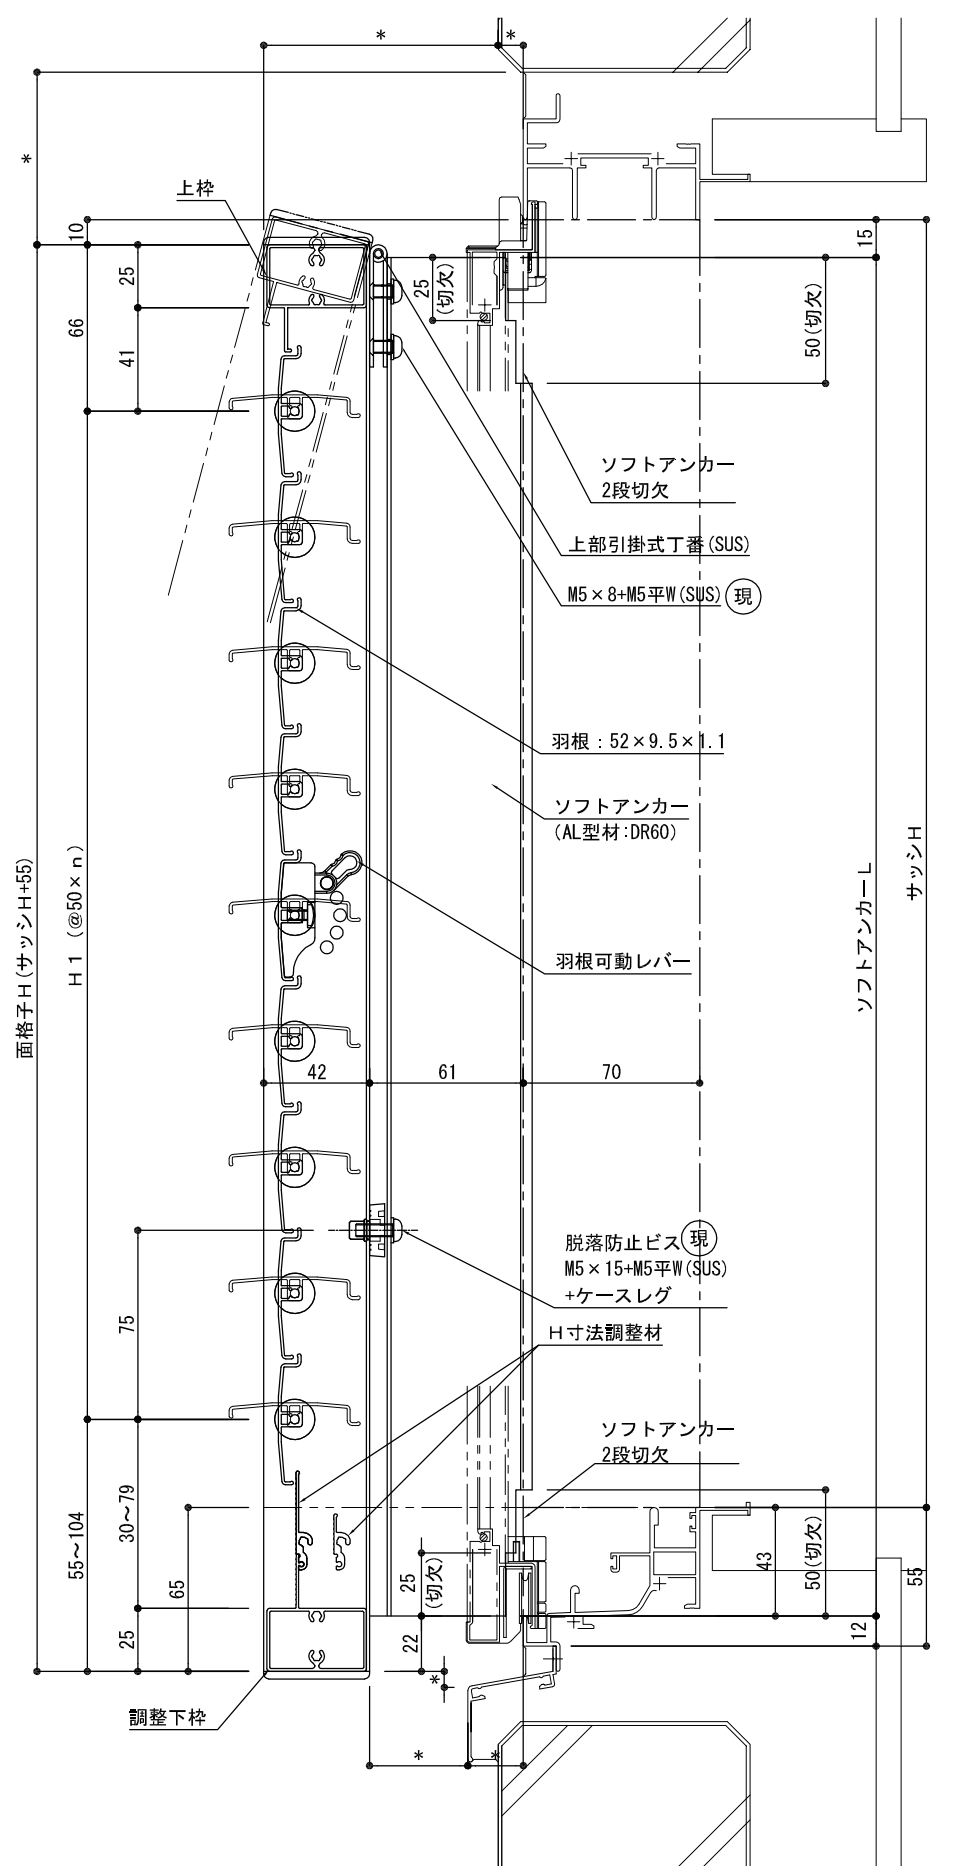 *
*
*
上枠
10
25
66
41
25
(切欠)
15
50(切欠)
ソフトアンカー
2段切欠
上部引掛式丁番(SUS)
M5×8+M5平W(SUS) 現
羽根：52×9.5×1.1
ソフトアンカー
(AL型材:DR60)
面格子H(サッシH+55)
H1（@50×n）
ソフトアンカーL
サッシH
羽根可動レバー
42
61
70
脱落防止ビス 現
M5×15+M5平W(SUS)
+ケースレグ
75
H寸法調整材
ソフトアンカー
2段切欠
30〜79
55〜104
65
25
25
(切欠)
22
43
50(切欠)
55
12
*
調整下枠
*
*